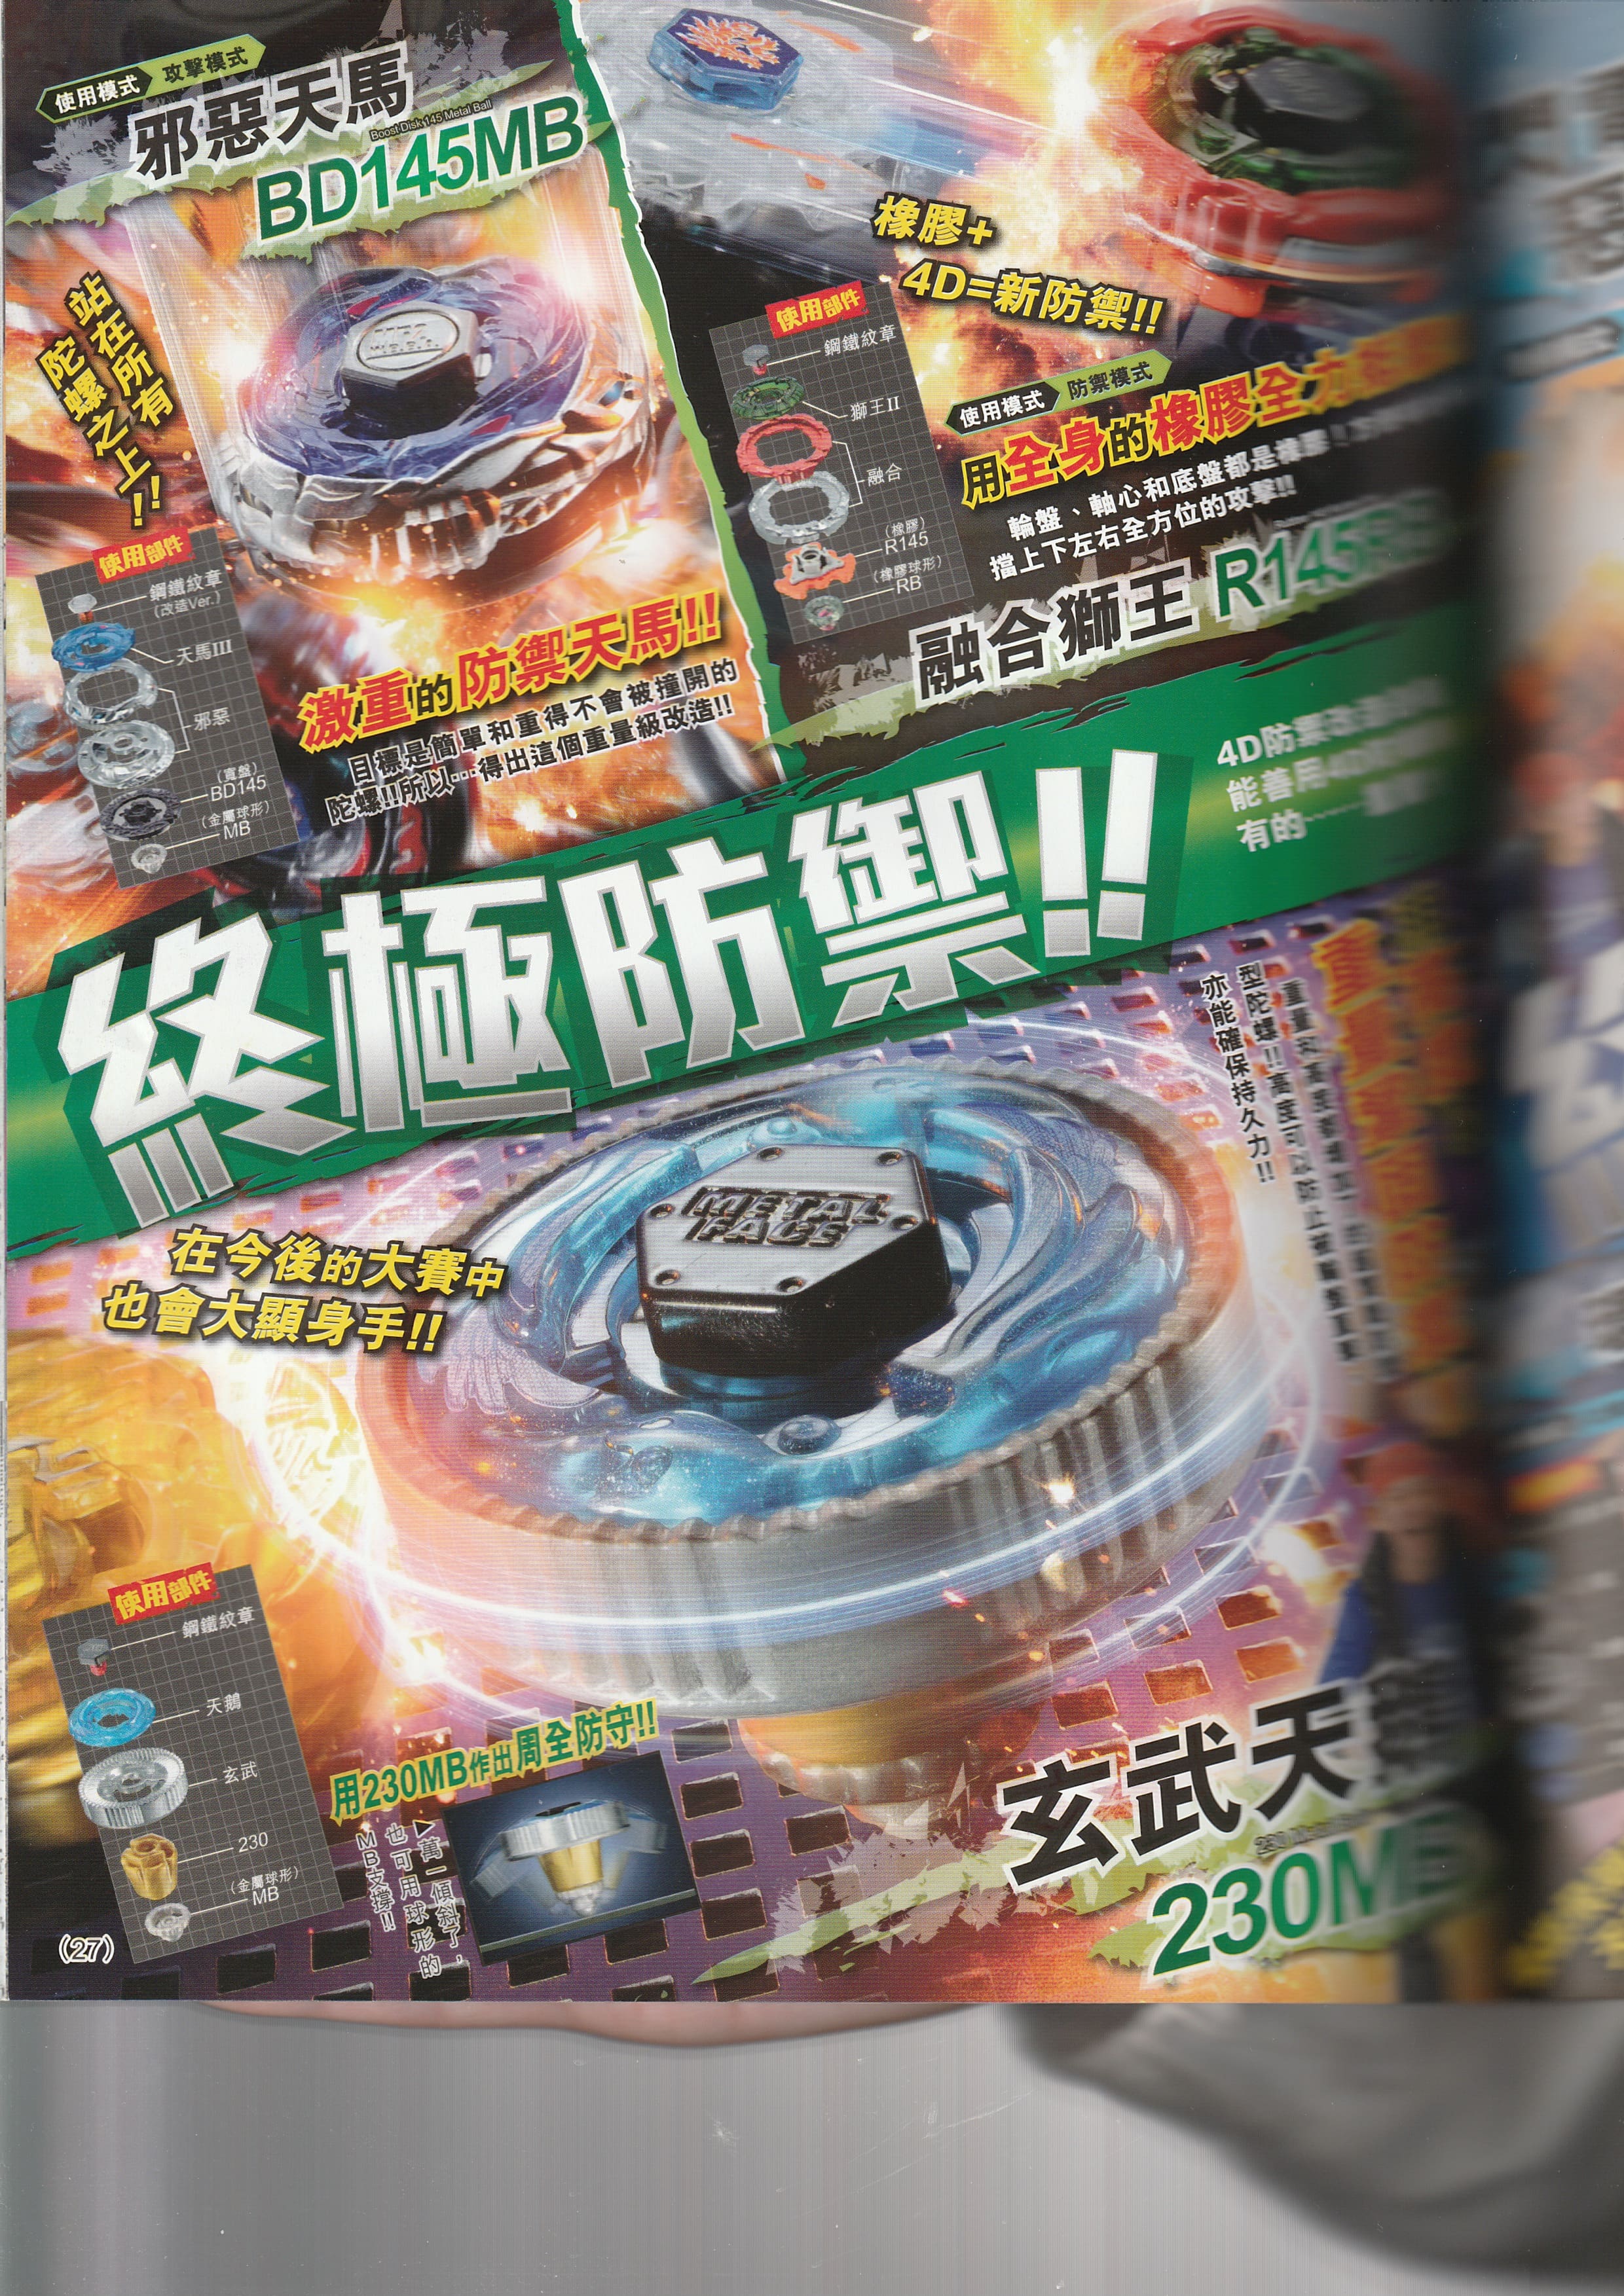 使用模式 攻擊模式
邪惡天馬
Boost Disk 145 Metal Ball
BD145MB
站在所有
陀螺之上!!
使用部件
鋼鐵紋章
(改造Ver.)
天馬III
邪惡
(寬盤)
BD145
(金屬球形)
MB
激重的防禦天馬!!
目標是簡單和重得不會被撞開的
陀螺!!所以…得出這個重量級改造!!
橡膠+
4D=新防禦!!
使用部件
鋼鐵紋章
獅王II
融合
(橡膠)
R145
(橡膠球形)
RB
使用模式 防禦模式
用全身的橡膠全力
輪盤、軸心和底盤都是橡膠!
擋上下左右全方位的攻擊!!
融合獅王
R145
終極防禦!!
4D防禦改
能善用4D
有的
型陀螺!!高度可以防止
亦能確保持久力!!
在今後的大賽中
也會大顯身手!!
METAL
FACE
使用部件
鋼鐵紋章
天鵝
玄武
230
(金屬球形)
MB
用230MB作出周全防守!!
▶萬一傾斜了,
也可用球形的
MB支撐!!
玄武天
230MB
(27)